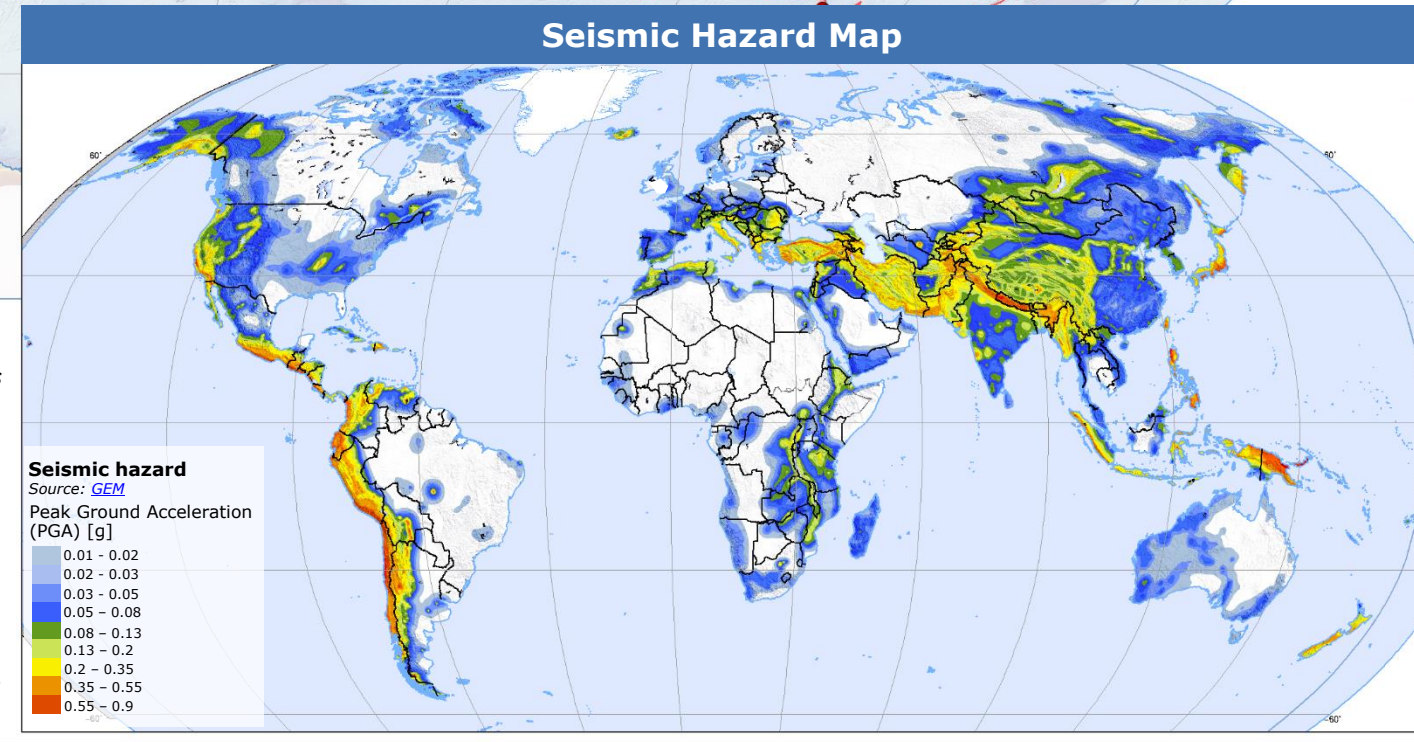 Seismic Hazard Map
60°
60°
Seismic hazard
Source: GEM
Peak Ground Acceleration
(PGA) [g]
0.01 - 0.02
0.02 - 0.03
0.03 - 0.05
0.05 – 0.08
0.08 - 0.13
0.13 - 0.2
0.2 – 0.35
0.35 – 0.55
0.55 – 0.9
-60°
-60°